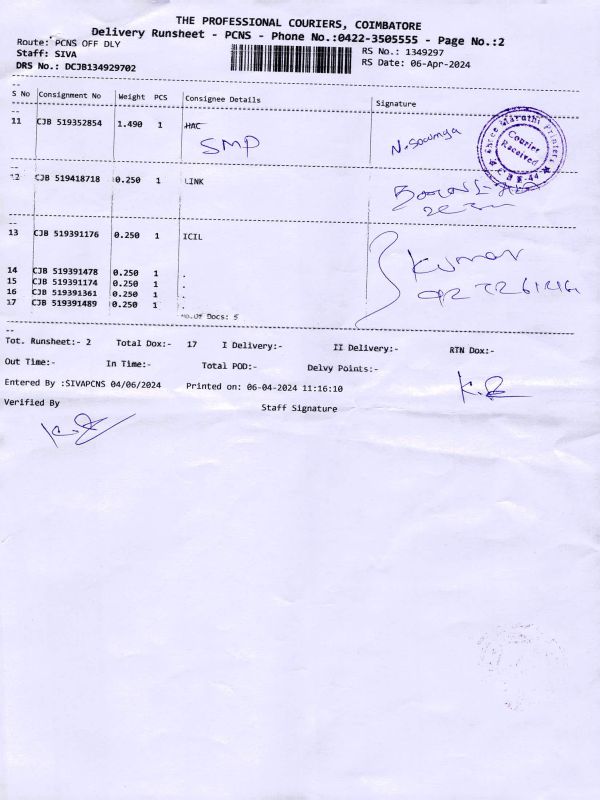 THE PROFESSIONAL COURIERS, COIMBATORE
Delivery Runsheet - PCNS - Phone No.:0422-3505555 - Page No.:2
Route: PCNS OFF DLY
Staff: SIVA
DRS No.: DCJB134929702
RS No.: 1349297
RS Date: 06-Apr-2024
S No Consignment No Weight PCS Consignee Details Signature
11 CJB 519352854 1.490 1 HAC
SMP
Shree Marathi Printers
Courier Received
12 CJB 519418718 0.250 1 LINK
13 CJB 519391176 0.250 1 ICIL
kumar
14 CJB 519391478 0.250 1 .
15 CJB 519391174 0.250 1 .
16 CJB 519391361 0.250 1 .
17 CJB 519391489 0.250 1 .
No.Of Docs: 5
Tot. Runsheet:- 2 Total Dox:- 17 I Delivery:- II Delivery:- RTN Dox:-
Out Time:- In Time:- Total POD:- Delvy Points:-
Entered By :SIVAPCNS 04/06/2024 Printed on: 06-04-2024 11:16:10
Verified By Staff Signature